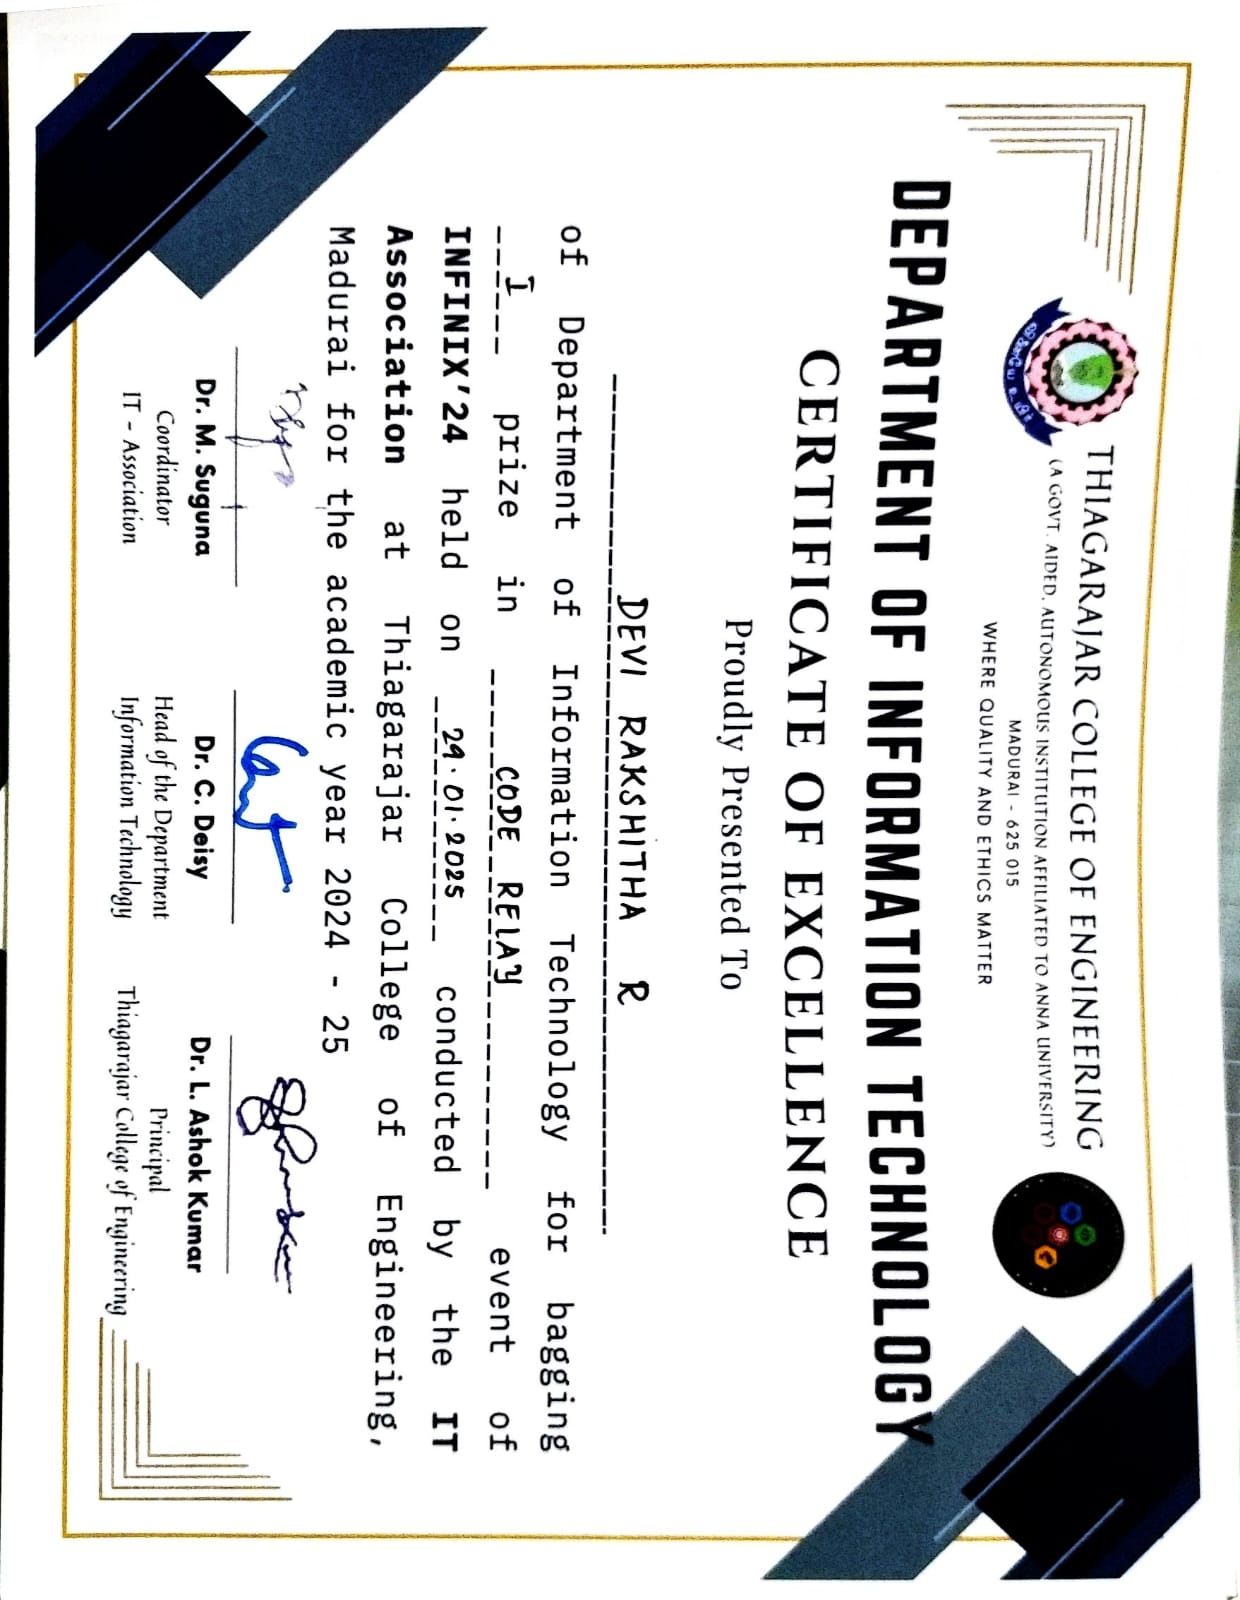 THIAGARAJAR COLLEGE OF ENGINEERING
(A GOVT. AIDED, AUTONOMOUS INSTITUTION AFFILIATED TO ANNA UNIVERSITY)
MADURAI - 625 015
WHERE QUALITY AND ETHICS MATTER
DEPARTMENT OF INFORMATION TECHNOLOGY
CERTIFICATE OF EXCELLENCE
Proudly Presented To
DEVI RAKSHITHA R
of Department of Information Technology for bagging
I prize in CODE RELAY event of
INFINIX'24 held on 29.01.2025 conducted by the IT
Association at Thiagarajar College of Engineering,
Madurai for the academic year 2024 - 25
Dr. M. Suguna
Coordinator
IT - Association
Dr. C. Deisy
Head of the Department
Information Technology
Dr. L. Ashok Kumar
Principal
Thiagarajar College of Engineering